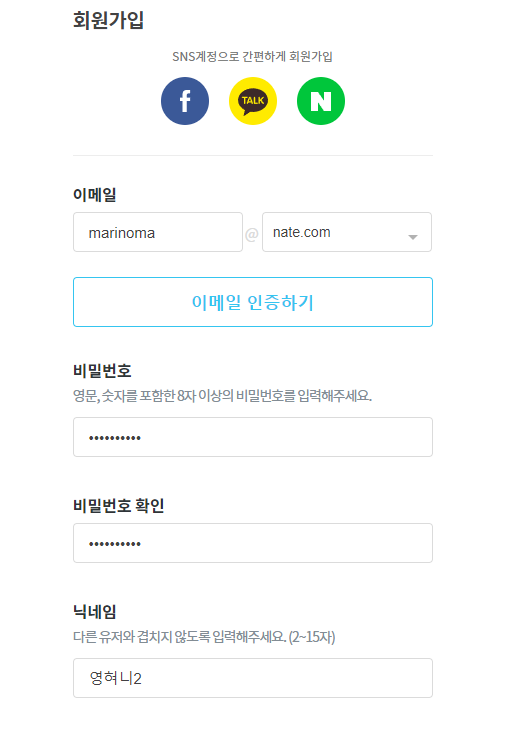 회원가입
SNS계정으로 간편하게 회원가입
f TALK N
이메일
marinoma @ nate.com
이메일 인증하기
비밀번호
영문, 숫자를 포함한 8자 이상의 비밀번호를 입력해주세요.
••••••••••
비밀번호 확인
••••••••••
닉네임
다른 유저와 겹치지 않도록 입력해주세요. (2~15자)
영혀니2